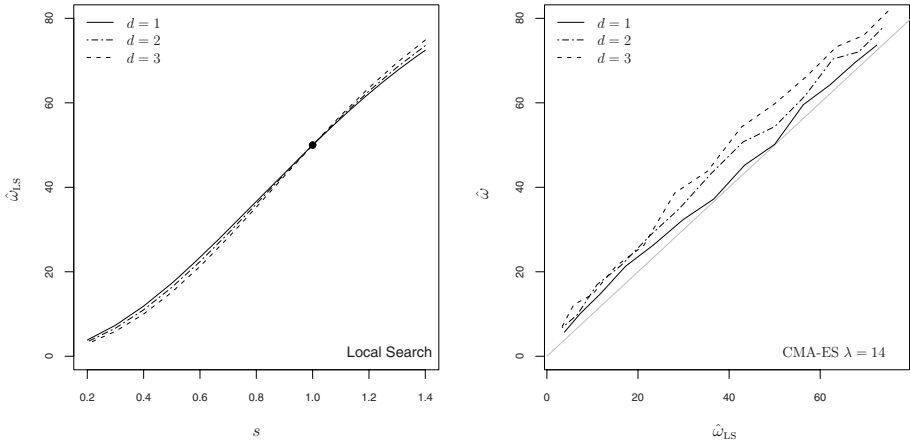 d = 1
d = 2
d = 3
80
60
40
20
0
ω̂LS
0.2 0.4 0.6 0.8 1.0 1.2 1.4
s
Local Search
d = 1
d = 2
d = 3
80
60
40
20
0
ω̂
0 20 40 60
ω̂LS
CMA-ES λ = 14